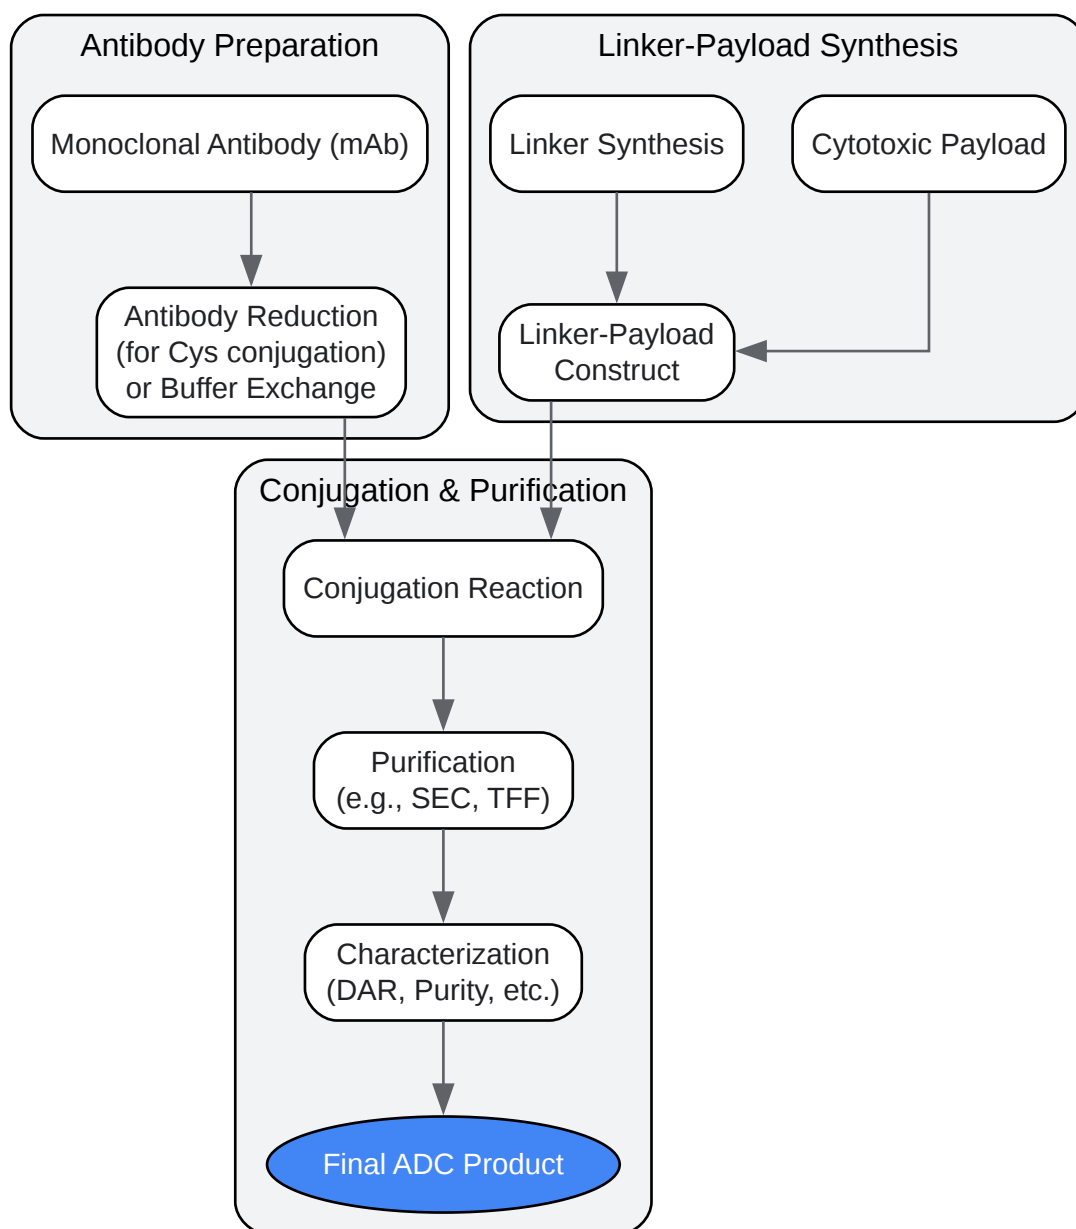 Antibody Preparation
Monoclonal Antibody (mAb)
Antibody Reduction
(for Cys conjugation)
or Buffer Exchange
Linker-Payload Synthesis
Linker Synthesis
Cytotoxic Payload
Linker-Payload
Construct
Conjugation & Purification
Conjugation Reaction
Purification
(e.g., SEC, TFF)
Characterization
(DAR, Purity, etc.)
Final ADC Product